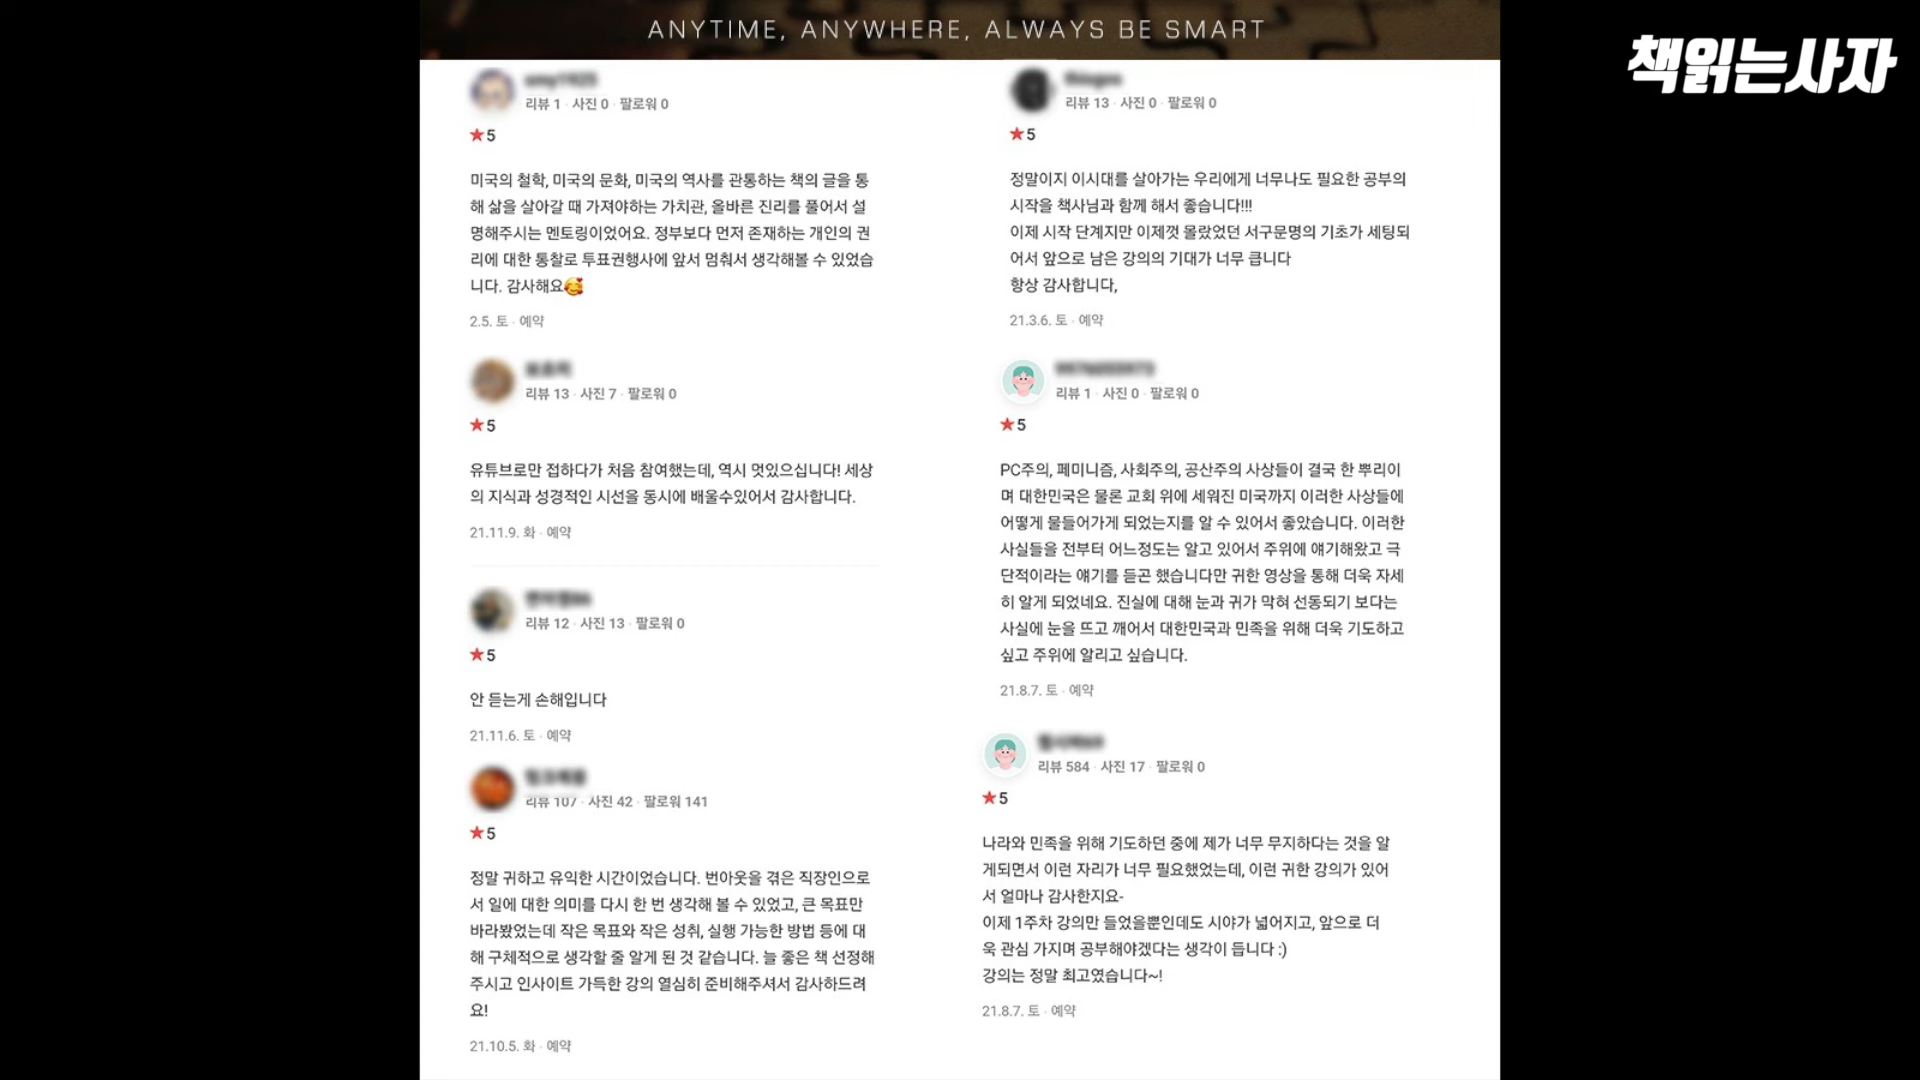 ANYTIME, ANYWHERE, ALWAYS BE SMART
책읽는사자
리뷰 1 · 사진 0 · 팔로워 0
★5
미국의 철학, 미국의 문화, 미국의 역사를 관통하는 책의 글을 통
해 삶을 살아갈 때 가져야하는 가치관, 올바른 진리를 풀어서 설
명해주시는 멘토링이었어요. 정부보다 먼저 존재하는 개인의 권
리에 대한 통찰로 투표권행사에 앞서 멈춰서 생각해볼 수 있었습
니다. 감사해요🥰
2.5. 토 · 예약
리뷰 13 · 사진 7 · 팔로워 0
★5
유튜브로만 접하다가 처음 참여했는데, 역시 멋있으십니다! 세상
의 지식과 성경적인 시선을 동시에 배울수있어서 감사합니다.
21.11.9. 화 · 예약
리뷰 12 · 사진 13 · 팔로워 0
★5
안 듣는게 손해입니다
21.11.6. 토 · 예약
리뷰 107 · 사진 42 · 팔로워 141
★5
정말 귀하고 유익한 시간이었습니다. 번아웃을 겪은 직장인으로
서 일에 대한 의미를 다시 한 번 생각해 볼 수 있었고, 큰 목표만
바라봤었는데 작은 목표와 작은 성취, 실행 가능한 방법 등에 대
해 구체적으로 생각할 줄 알게 된 것 같습니다. 늘 좋은 책 선정해
주시고 인사이트 가득한 강의 열심히 준비해주셔서 감사하드려
요!
21.10.5. 화 · 예약
리뷰 13 · 사진 0 · 팔로워 0
★5
정말이지 이시대를 살아가는 우리에게 너무나도 필요한 공부의
시작을 책사님과 함께 해서 좋습니다!!!
이제 시작 단계지만 이제껏 몰랐었던 서구문명의 기초가 세팅되
어서 앞으로 남은 강의의 기대가 너무 큽니다
항상 감사합니다,
21.3.6. 토 · 예약
리뷰 1 · 사진 0 · 팔로워 0
★5
PC주의, 페미니즘, 사회주의, 공산주의 사상들이 결국 한 뿌리이
며 대한민국은 물론 교회 위에 세워진 미국까지 이러한 사상들에
어떻게 물들어가게 되었는지를 알 수 있어서 좋았습니다. 이러한
사실들을 전부터 어느정도는 알고 있어서 주위에 얘기해왔고 극
단적이라는 얘기를 듣곤 했습니다만 귀한 영상을 통해 더욱 자세
히 알게 되었네요. 진실에 대해 눈과 귀가 막혀 선동되기 보다는
사실에 눈을 뜨고 깨어서 대한민국과 민족을 위해 더욱 기도하고
싶고 주위에 알리고 싶습니다.
21.8.7. 토 · 예약
리뷰 584 · 사진 17 · 팔로워 0
★5
나라와 민족을 위해 기도하던 중에 제가 너무 무지하다는 것을 알
게되면서 이런 자리가 너무 필요했었는데, 이런 귀한 강의가 있어
서 얼마나 감사한지요-
이제 1주차 강의만 들었을뿐인데도 시야가 넓어지고, 앞으로 더
욱 관심 가지며 공부해야겠다는 생각이 듭니다 :)
강의는 정말 최고였습니다~!
21.8.7. 토 · 예약